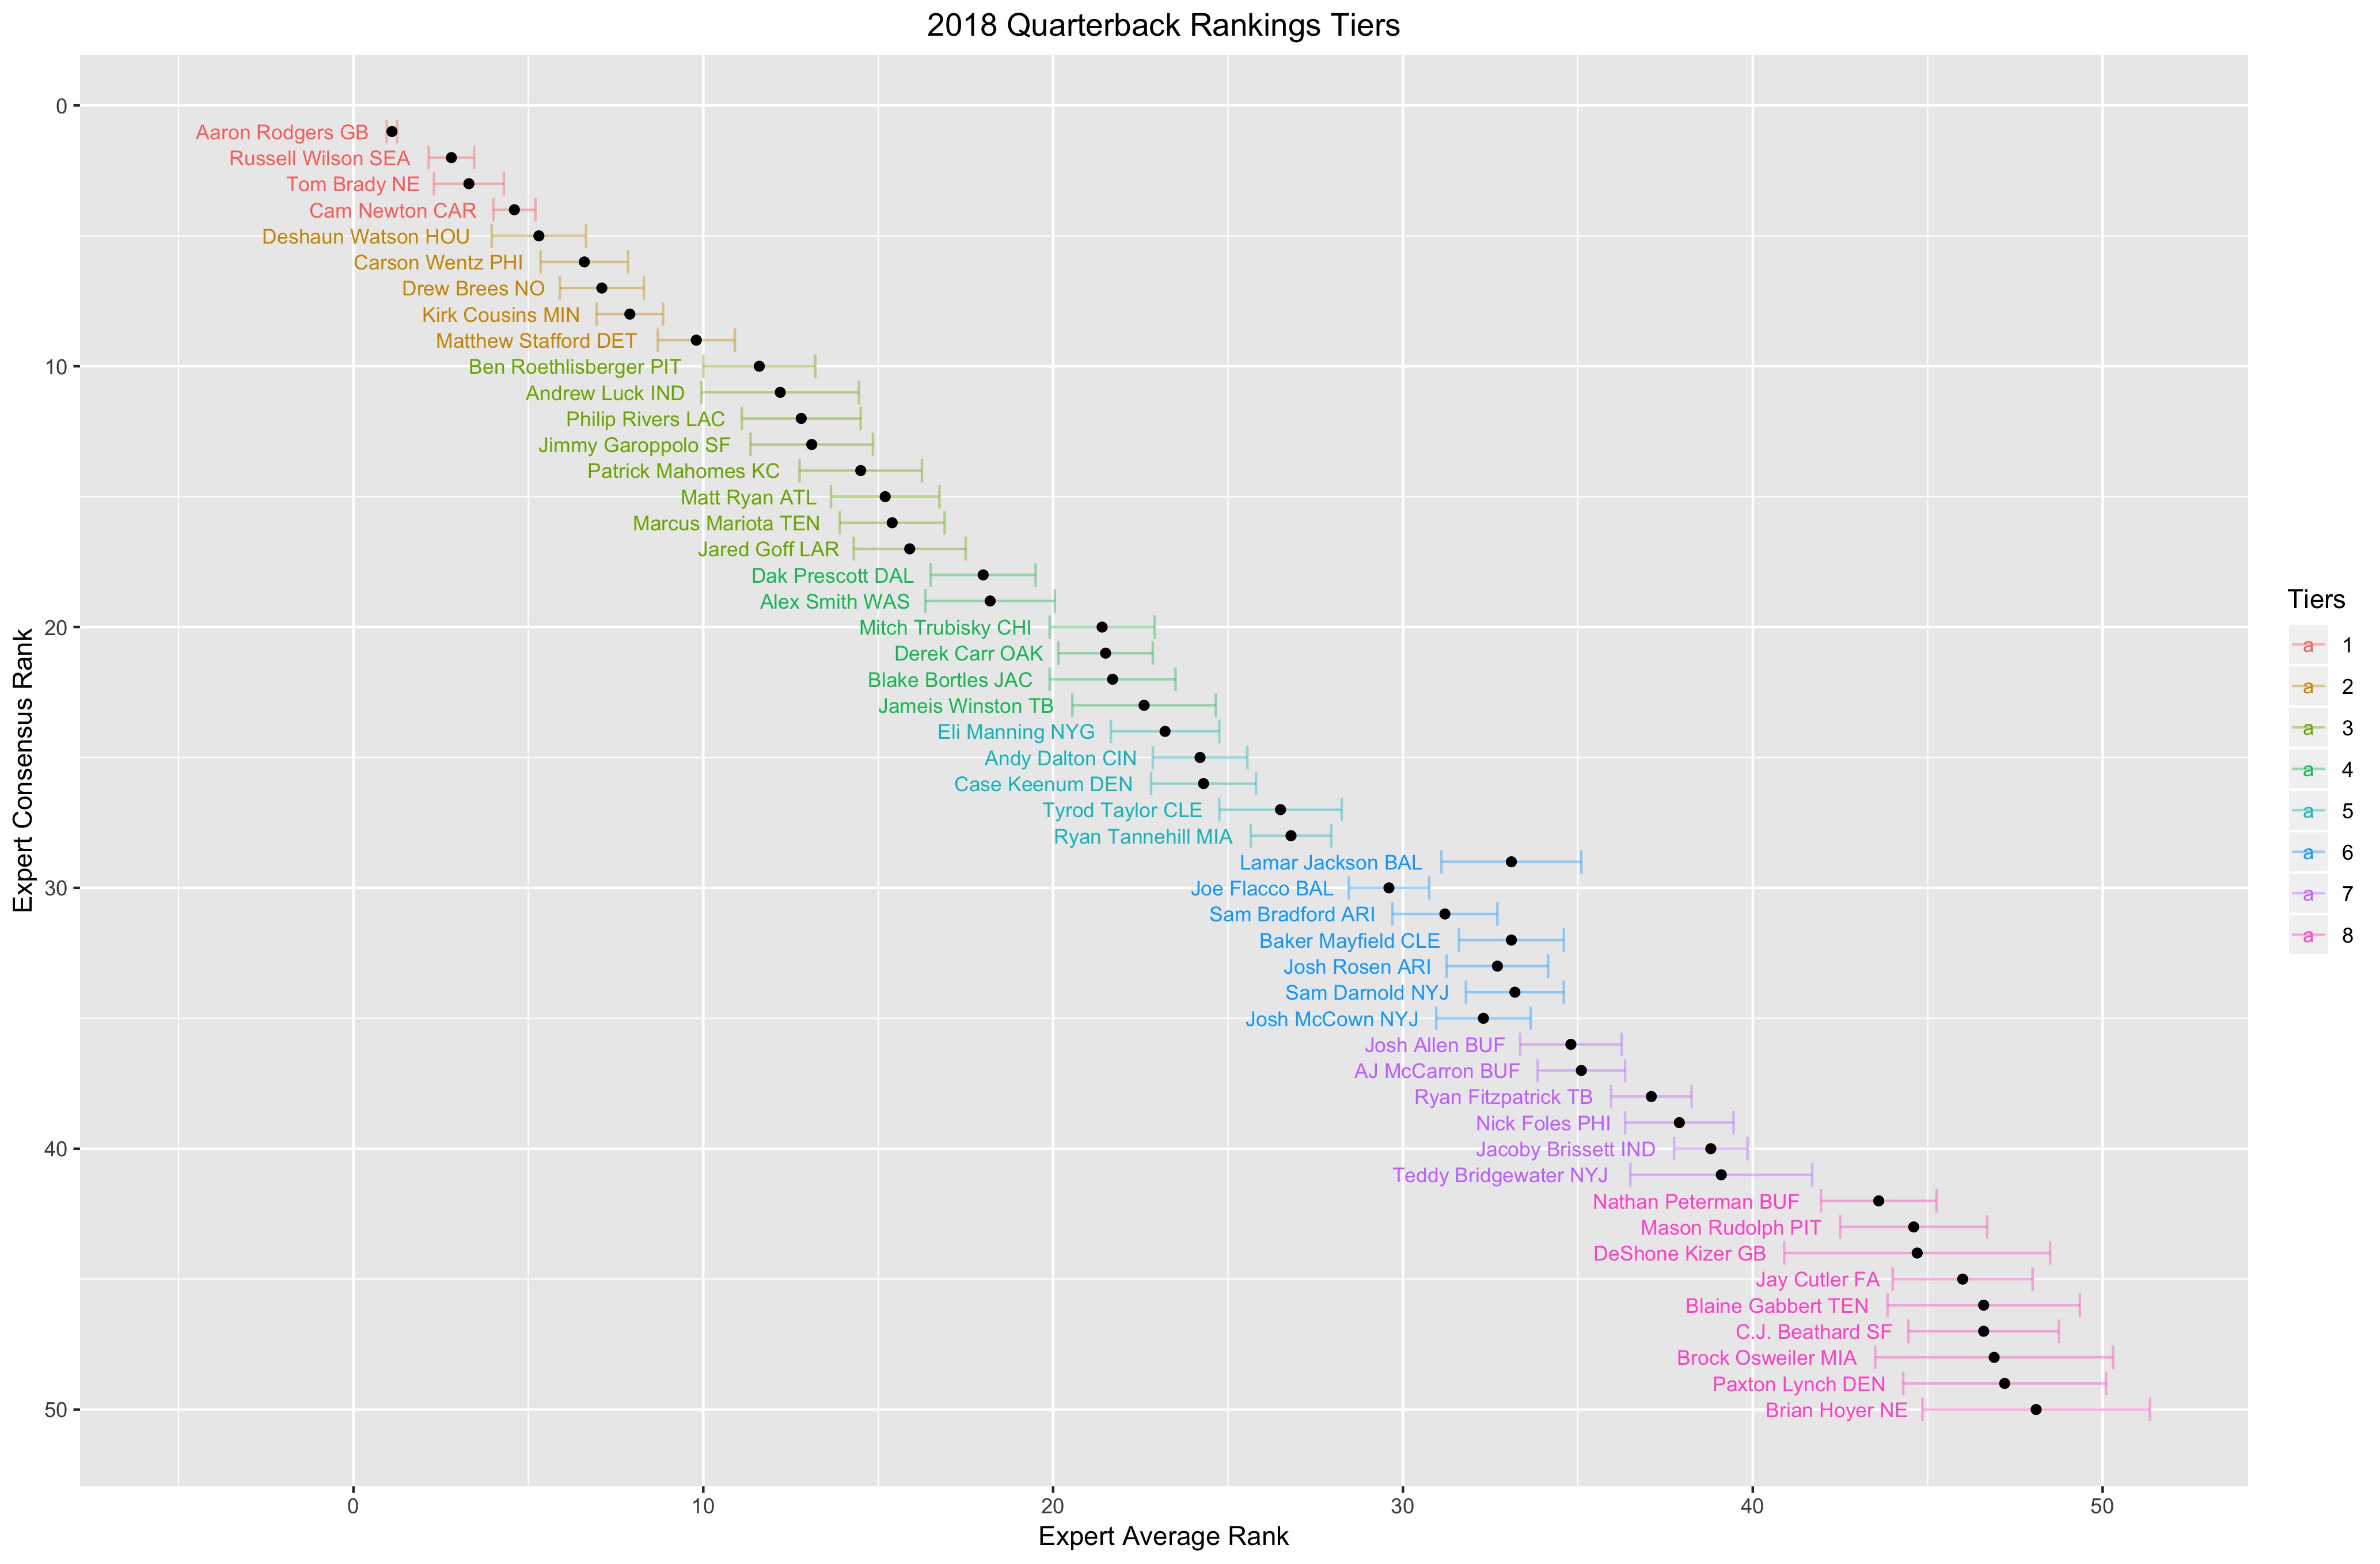 2018 Quarterback Rankings Tiers
Expert Consensus Rank
0
10
20
30
40
50
Aaron Rodgers GB
Russell Wilson SEA
Tom Brady NE
Cam Newton CAR
Deshaun Watson HOU
Carson Wentz PHI
Drew Brees NO
Kirk Cousins MIN
Matthew Stafford DET
Ben Roethlisberger PIT
Andrew Luck IND
Philip Rivers LAC
Jimmy Garoppolo SF
Patrick Mahomes KC
Matt Ryan ATL
Marcus Mariota TEN
Jared Goff LAR
Dak Prescott DAL
Alex Smith WAS
Mitch Trubisky CHI
Derek Carr OAK
Blake Bortles JAC
Jameis Winston TB
Eli Manning NYG
Andy Dalton CIN
Case Keenum DEN
Tyrod Taylor CLE
Ryan Tannehill MIA
Lamar Jackson BAL
Joe Flacco BAL
Sam Bradford ARI
Baker Mayfield CLE
Josh Rosen ARI
Sam Darnold NYJ
Josh McCown NYJ
Josh Allen BUF
AJ McCarron BUF
Ryan Fitzpatrick TB
Nick Foles PHI
Jacoby Brissett IND
Teddy Bridgewater NYJ
Nathan Peterman BUF
Mason Rudolph PIT
DeShone Kizer GB
Jay Cutler FA
Blaine Gabbert TEN
C.J. Beathard SF
Brock Osweiler MIA
Paxton Lynch DEN
Brian Hoyer NE
0 10 20 30 40 50
Expert Average Rank
Tiers
a 1
a 2
a 3
a 4
a 5
a 6
a 7
a 8